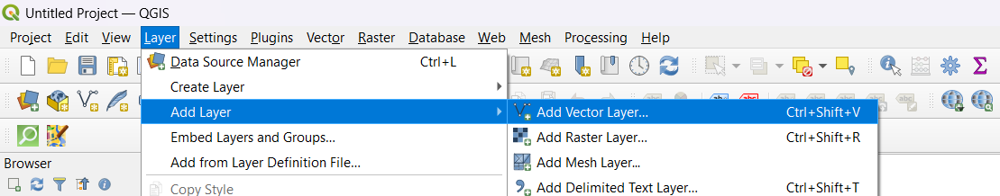 Untitled Project — QGIS
Project Edit View Layer Settings Plugins Vector Raster Database Web Mesh Processing Help
Data Source Manager Ctrl+L
Create Layer
Add Layer
Add Vector Layer... Ctrl+Shift+V
Embed Layers and Groups...
Add Raster Layer... Ctrl+Shift+R
Browser
Add from Layer Definition File...
Add Mesh Layer...
Copy Style
Add Delimited Text Layer... Ctrl+Shift+T